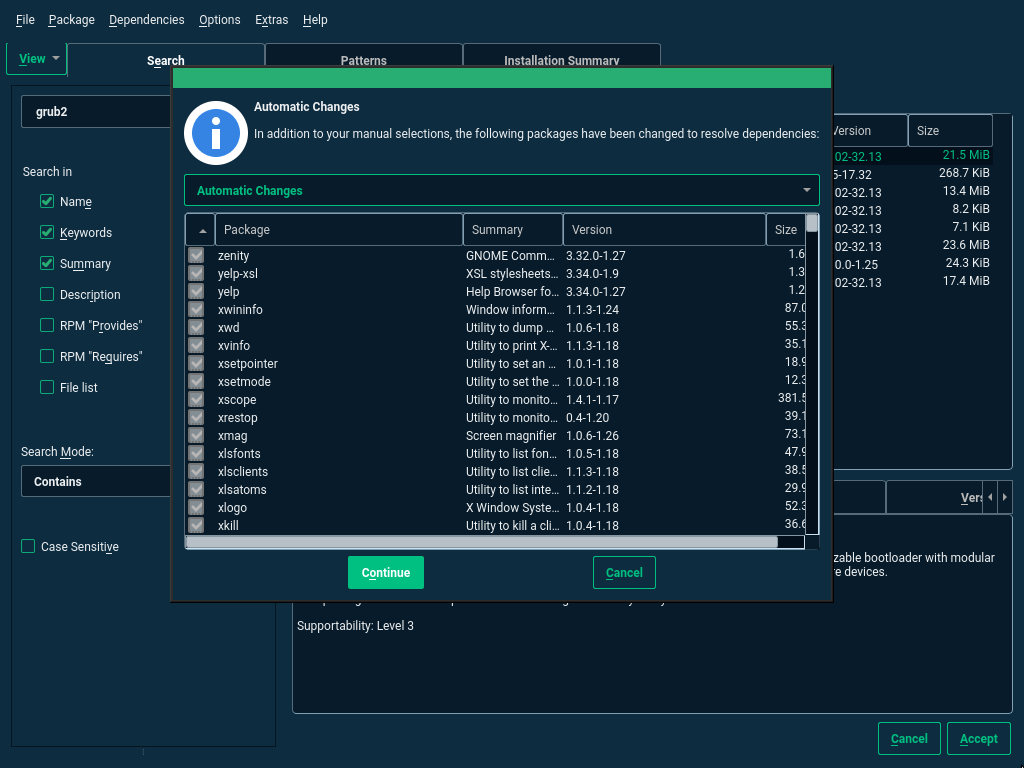 File Package Dependencies Options Extras Help
View Search Patterns Installation Summary
grub2
Search in
Name
Keywords
Summary
Description
RPM "Provides"
RPM "Requires"
File list
Search Mode:
Contains
Case Sensitive
Automatic Changes
In addition to your manual selections, the following packages have been changed to resolve dependencies:
Automatic Changes
Package Summary Version Size
zenity GNOME Comm... 3.32.0-1.27 1.6
yelp-xsl XSL stylesheets... 3.34.0-1.9 1.3
yelp Help Browser fo... 3.34.0-1.27 1.2
xwininfo Window inform... 1.1.3-1.24 87.0
xwd Utility to dump ... 1.0.6-1.18 55.3
xvinfo Utility to print X-... 1.1.3-1.18 35.1
xsetpointer Utility to set an ... 1.0.1-1.18 18.9
xsetmode Utility to set the ... 1.0.0-1.18 12.3
xscope Utility to monito... 1.4.1-1.17 381.5
xrestop Utility to monito... 0.4-1.20 39.1
xmag Screen magnifier 1.0.6-1.26 73.1
xlsfonts Utility to list fon... 1.0.5-1.18 47.9
xlsclients Utility to list clie... 1.1.3-1.18 38.5
xlsatoms Utility to list inte... 1.1.2-1.18 29.9
xlogo X Window Syste... 1.0.4-1.18 52.3
xkill Utility to kill a cli... 1.0.4-1.18 36.6
Continue Cancel
Version Size
02-32.13 21.5 MiB
5-17.32 268.7 KiB
02-32.13 13.4 MiB
02-32.13 8.2 KiB
02-32.13 7.1 KiB
02-32.13 23.6 MiB
0.0-1.25 24.3 KiB
02-32.13 17.4 MiB
Vers
zable bootloader with modular
e devices.
Supportability: Level 3
Cancel Accept